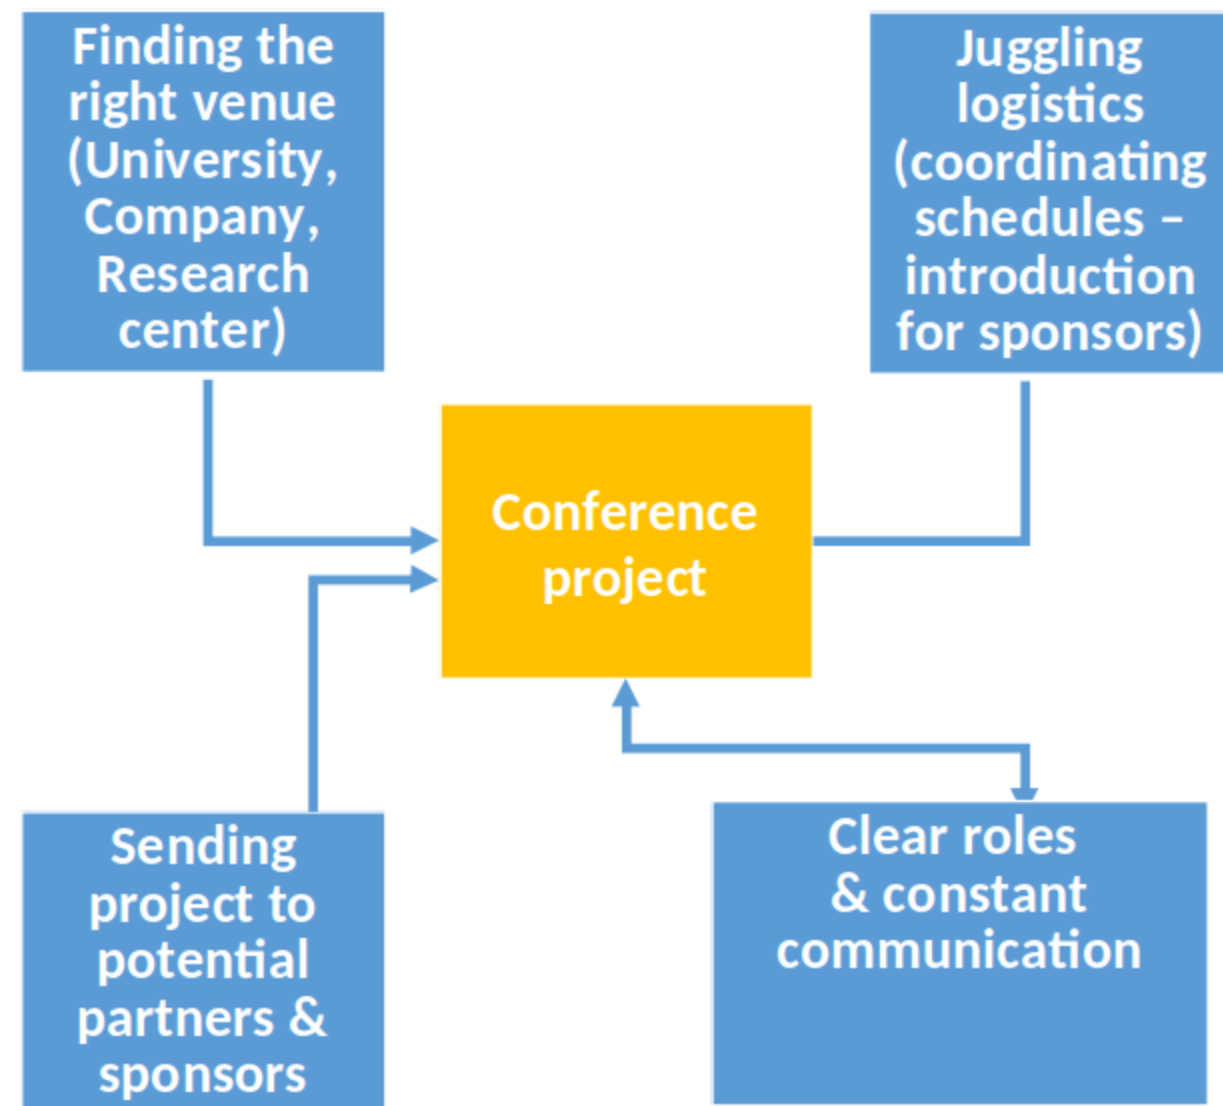 Finding the
right venue
(University,
Company,
Research
center)
Juggling
logistics
(coordinating
schedules –
introduction
for sponsors)
Conference
project
Sending
project to
potential
partners &
sponsors
Clear roles
& constant
communication